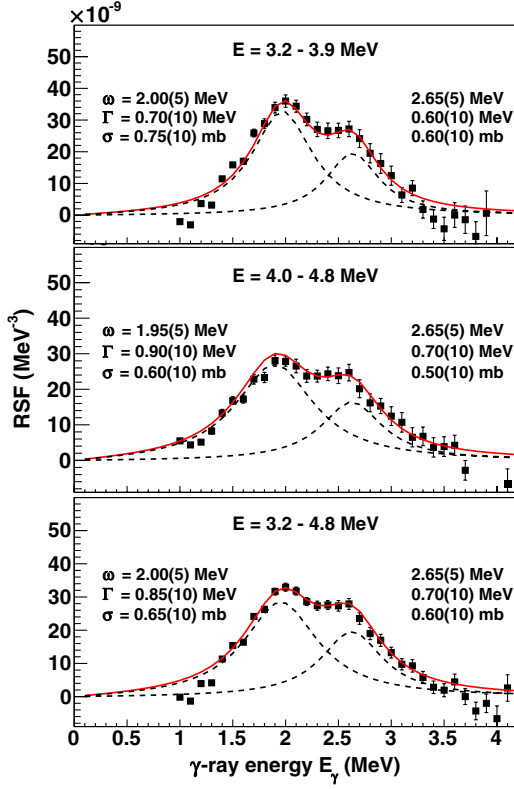 ×10⁻⁹
50
40
30
20
10
0
E = 3.2 - 3.9 MeV
ω = 2.00(5) MeV
Γ = 0.70(10) MeV
σ = 0.75(10) mb
2.65(5) MeV
0.60(10) MeV
0.60(10) mb
RSF (MeV⁻³)
50
40
30
20
10
0
E = 4.0 - 4.8 MeV
ω = 1.95(5) MeV
Γ = 0.90(10) MeV
σ = 0.60(10) mb
2.65(5) MeV
0.70(10) MeV
0.50(10) mb
50
40
30
20
10
0
E = 3.2 - 4.8 MeV
ω = 2.00(5) MeV
Γ = 0.85(10) MeV
σ = 0.65(10) mb
2.65(5) MeV
0.70(10) MeV
0.60(10) mb
0 0.5 1 1.5 2 2.5 3 3.5 4
γ-ray energy Eγ (MeV)